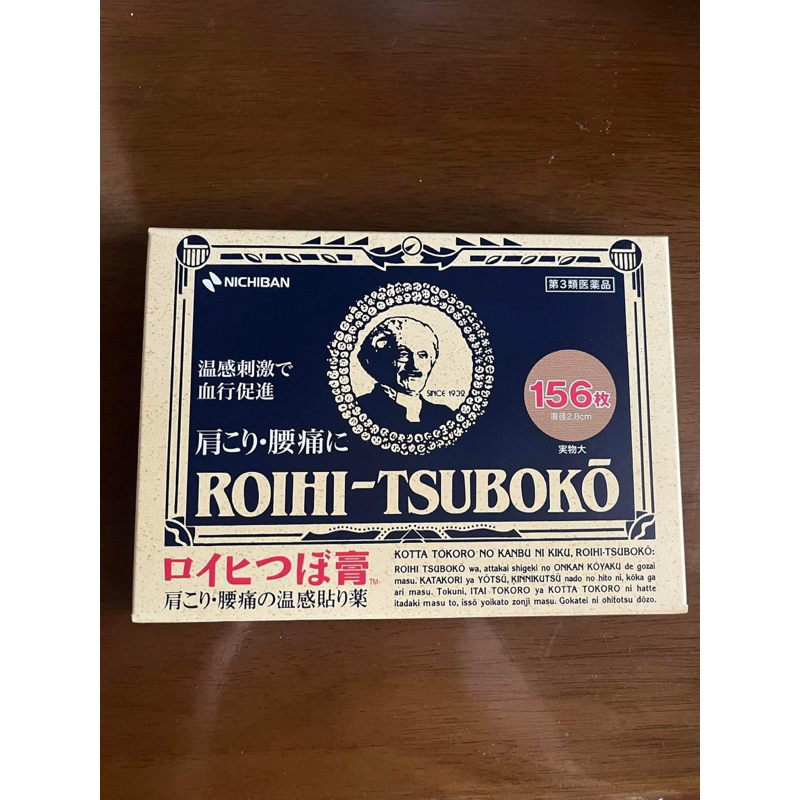 NICHIBAN
第3類医薬品
温感刺激で
血行促進
SINCE 1932
156枚
直径2.8cm
実物大
肩こり・腰痛に
ROIHI-TSUBOKŌ
ロイヒつぼ膏™
肩こり・腰痛の温感貼り薬
KOTTA TOKORO NO KANBU NI KIKU, ROIHI-TSUBOKŌ:
ROIHI TSUBOKŌ wa, attakai shigeki no ONKAN KŌYAKU de gozai
masu. KATAKORI ya YŌTSŪ, KINNIKUTSŪ nado no hito ni, kōka ga
ari masu. Tokuni, ITAI TOKORO ya KOTTA TOKORO ni hatte
itadaki masu to, issō yoikato zonji masu. Gokatei ni ohitotsu dōzo.